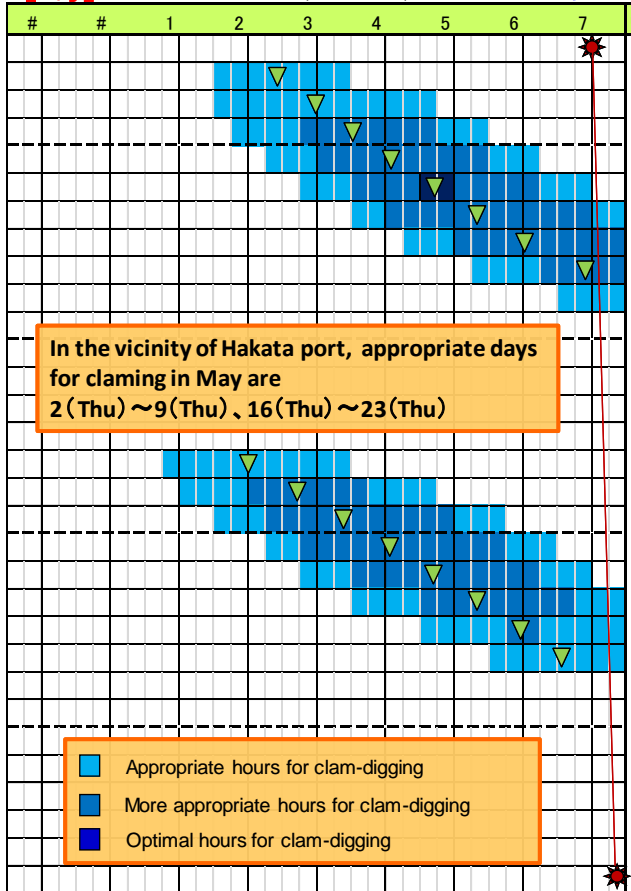 # # 1 2 3 4 5 6 7
In the vicinity of Hakata port, appropriate days
for claming in May are
2(Thu)～9(Thu)、16(Thu)～23(Thu)
Appropriate hours for clam-digging
More appropriate hours for clam-digging
Optimal hours for clam-digging